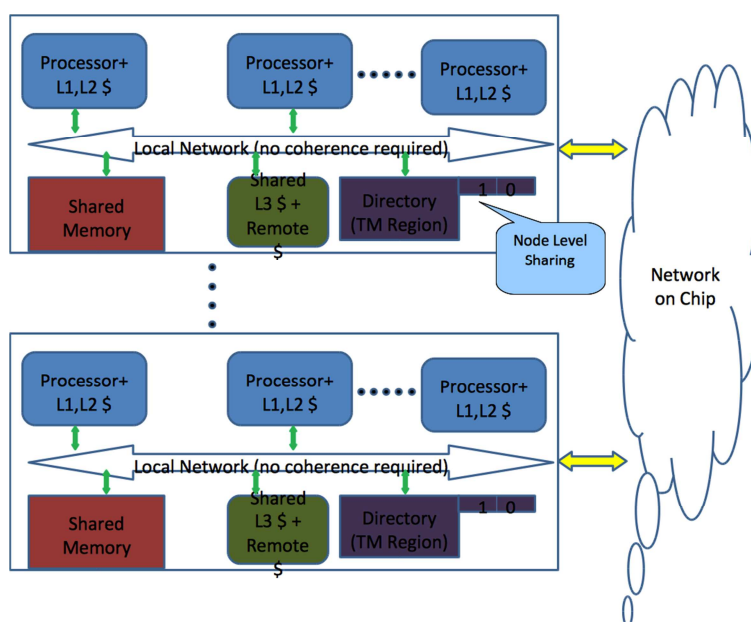 Processor+
L1,L2 $
Processor+
L1,L2 $
Processor+
L1,L2 $
Local Network (no coherence required)
Shared
Memory
Shared
L3 $ +
Remote
$
Directory
(TM Region)
1 0
Node Level
Sharing
Network
on Chip
Processor+
L1,L2 $
Processor+
L1,L2 $
Processor+
L1,L2 $
Local Network (no coherence required)
Shared
Memory
Shared
L3 $ +
Remote
$
Directory
(TM Region)
1 0